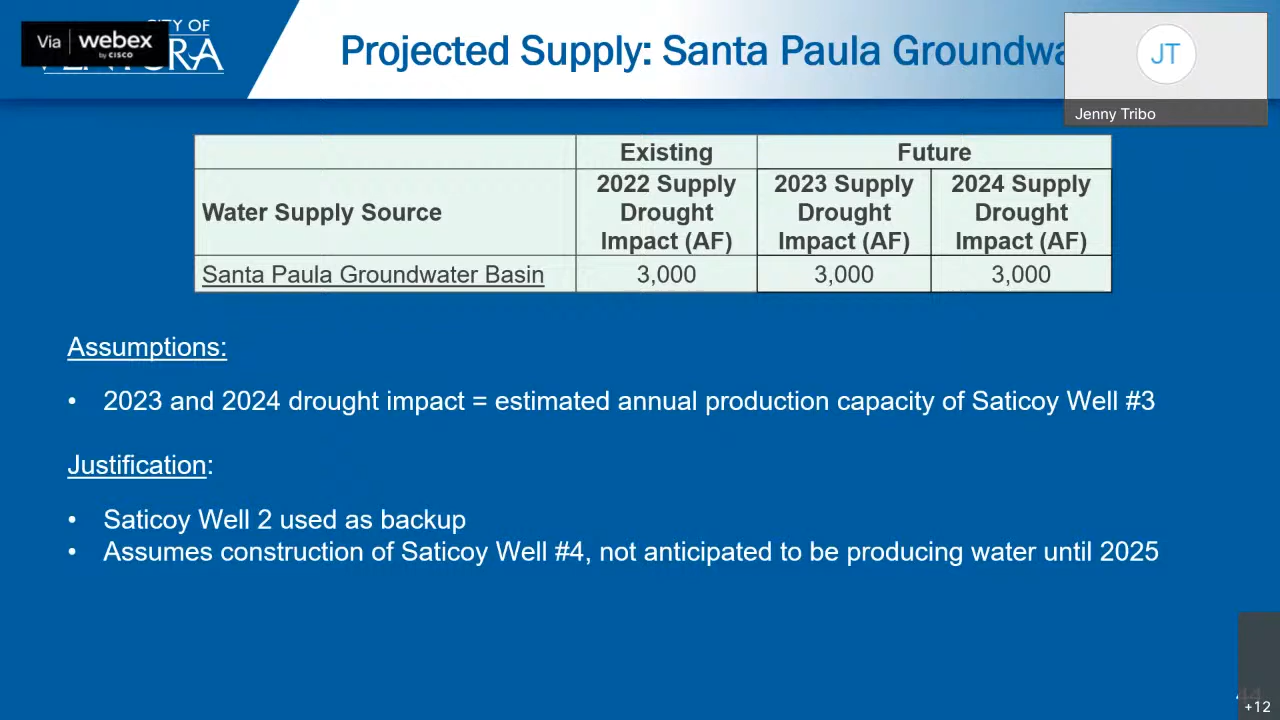 CITY OF
Via webex
by CISCO
Projected Supply: Santa Paula Groundwa
JT
Jenny Tribo
Existing Future
Water Supply Source 2022 Supply Drought Impact (AF) 2023 Supply Drought Impact (AF) 2024 Supply Drought Impact (AF)
Santa Paula Groundwater Basin 3,000 3,000 3,000
Assumptions:
• 2023 and 2024 drought impact = estimated annual production capacity of Saticoy Well #3
Justification:
• Saticoy Well 2 used as backup
• Assumes construction of Saticoy Well #4, not anticipated to be producing water until 2025
44
+12